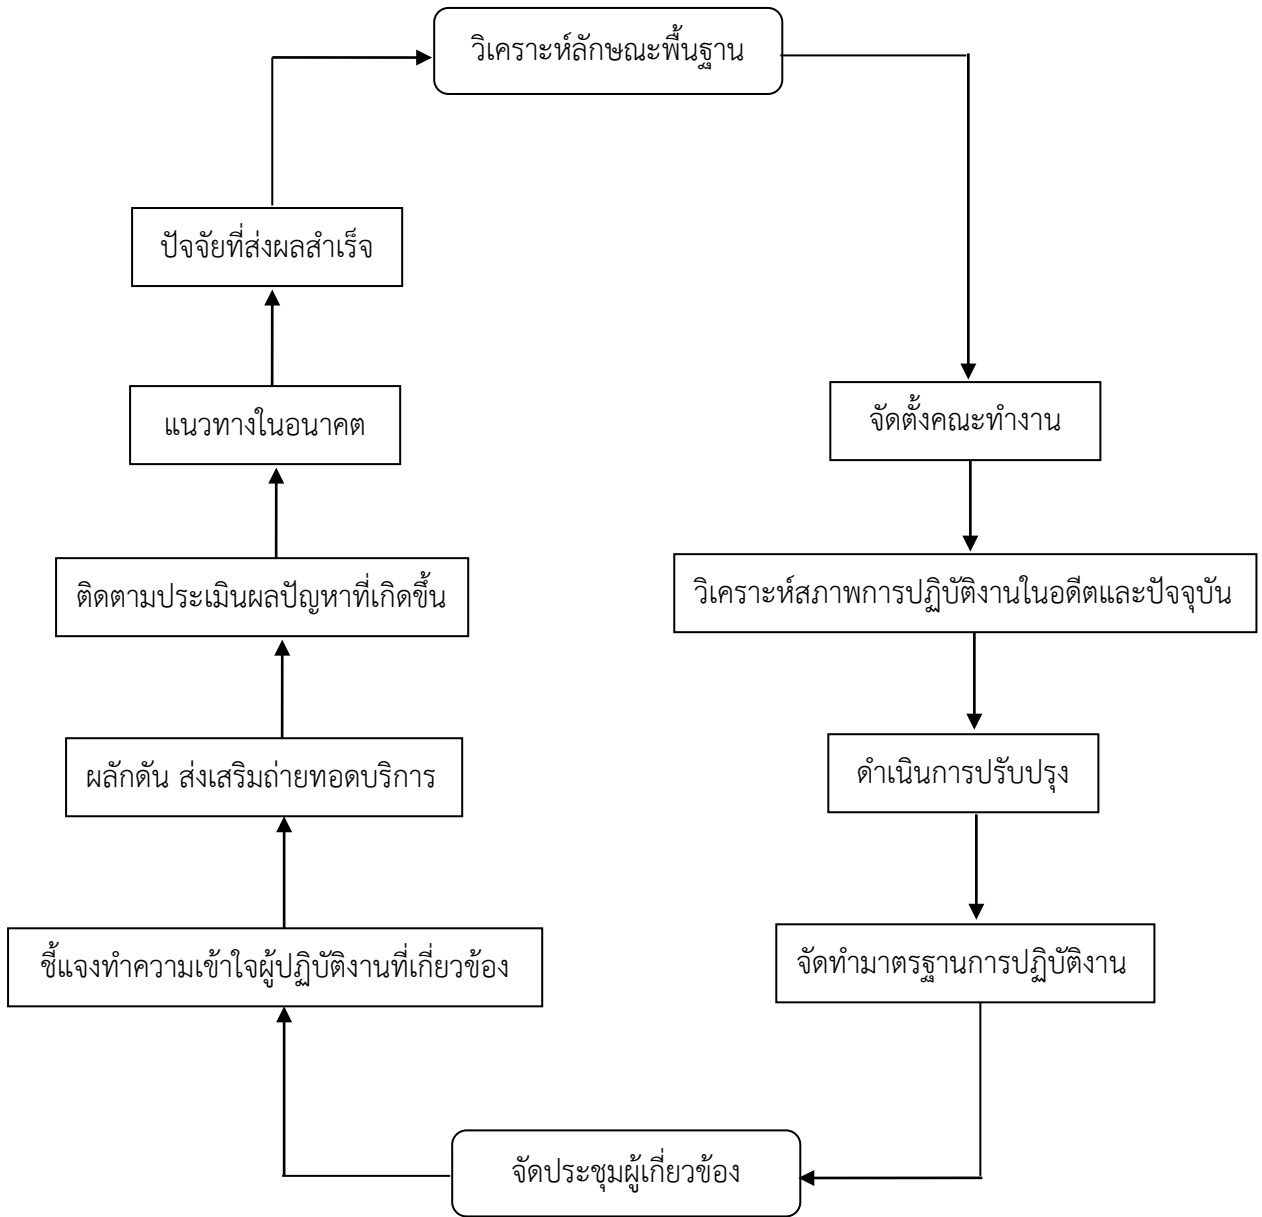 วิเคราะห์ลักษณะพื้นฐาน
ปัจจัยที่ส่งผลสำเร็จ
แนวทางในอนาคต
จัดตั้งคณะทำงาน
ติดตามประเมินผลปัญหาที่เกิดขึ้น
วิเคราะห์สภาพการปฏิบัติงานในอดีตและปัจจุบัน
ผลักดัน ส่งเสริมถ่ายทอดบริการ
ดำเนินการปรับปรุง
ชี้แจงทำความเข้าใจผู้ปฏิบัติงานที่เกี่ยวข้อง
จัดทำมาตรฐานการปฏิบัติงาน
จัดประชุมผู้เกี่ยวข้อง